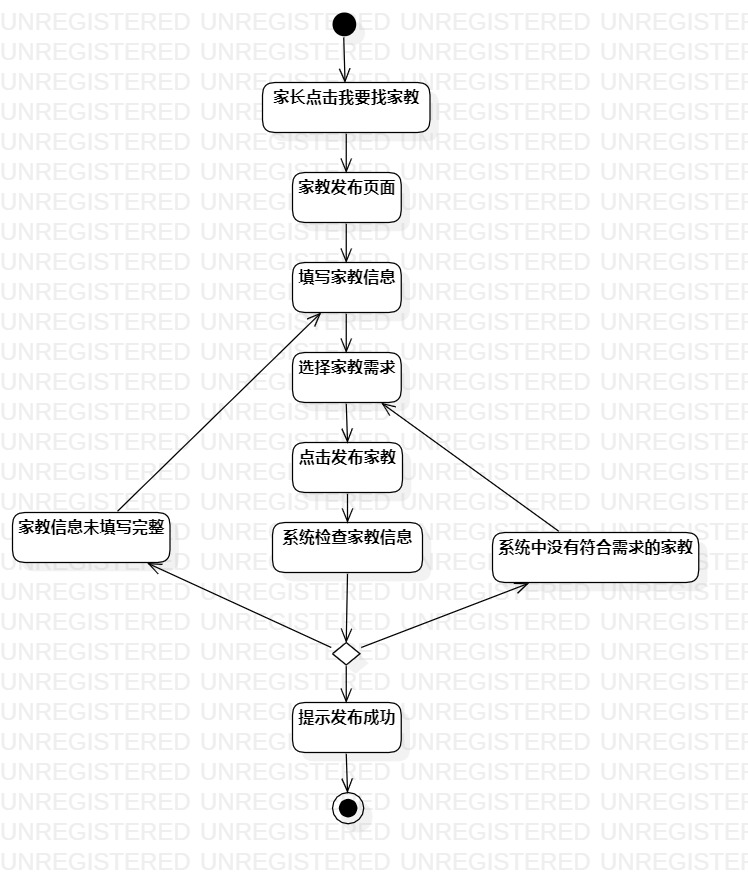 家长点击我要找家教
家教发布页面
填写家教信息
选择家教需求
点击发布家教
家教信息未填写完整
系统检查家教信息
系统中没有符合需求的家教
提示发布成功
UNREGISTERED UNREGISTERED UNREGISTERED UNREGISTERED